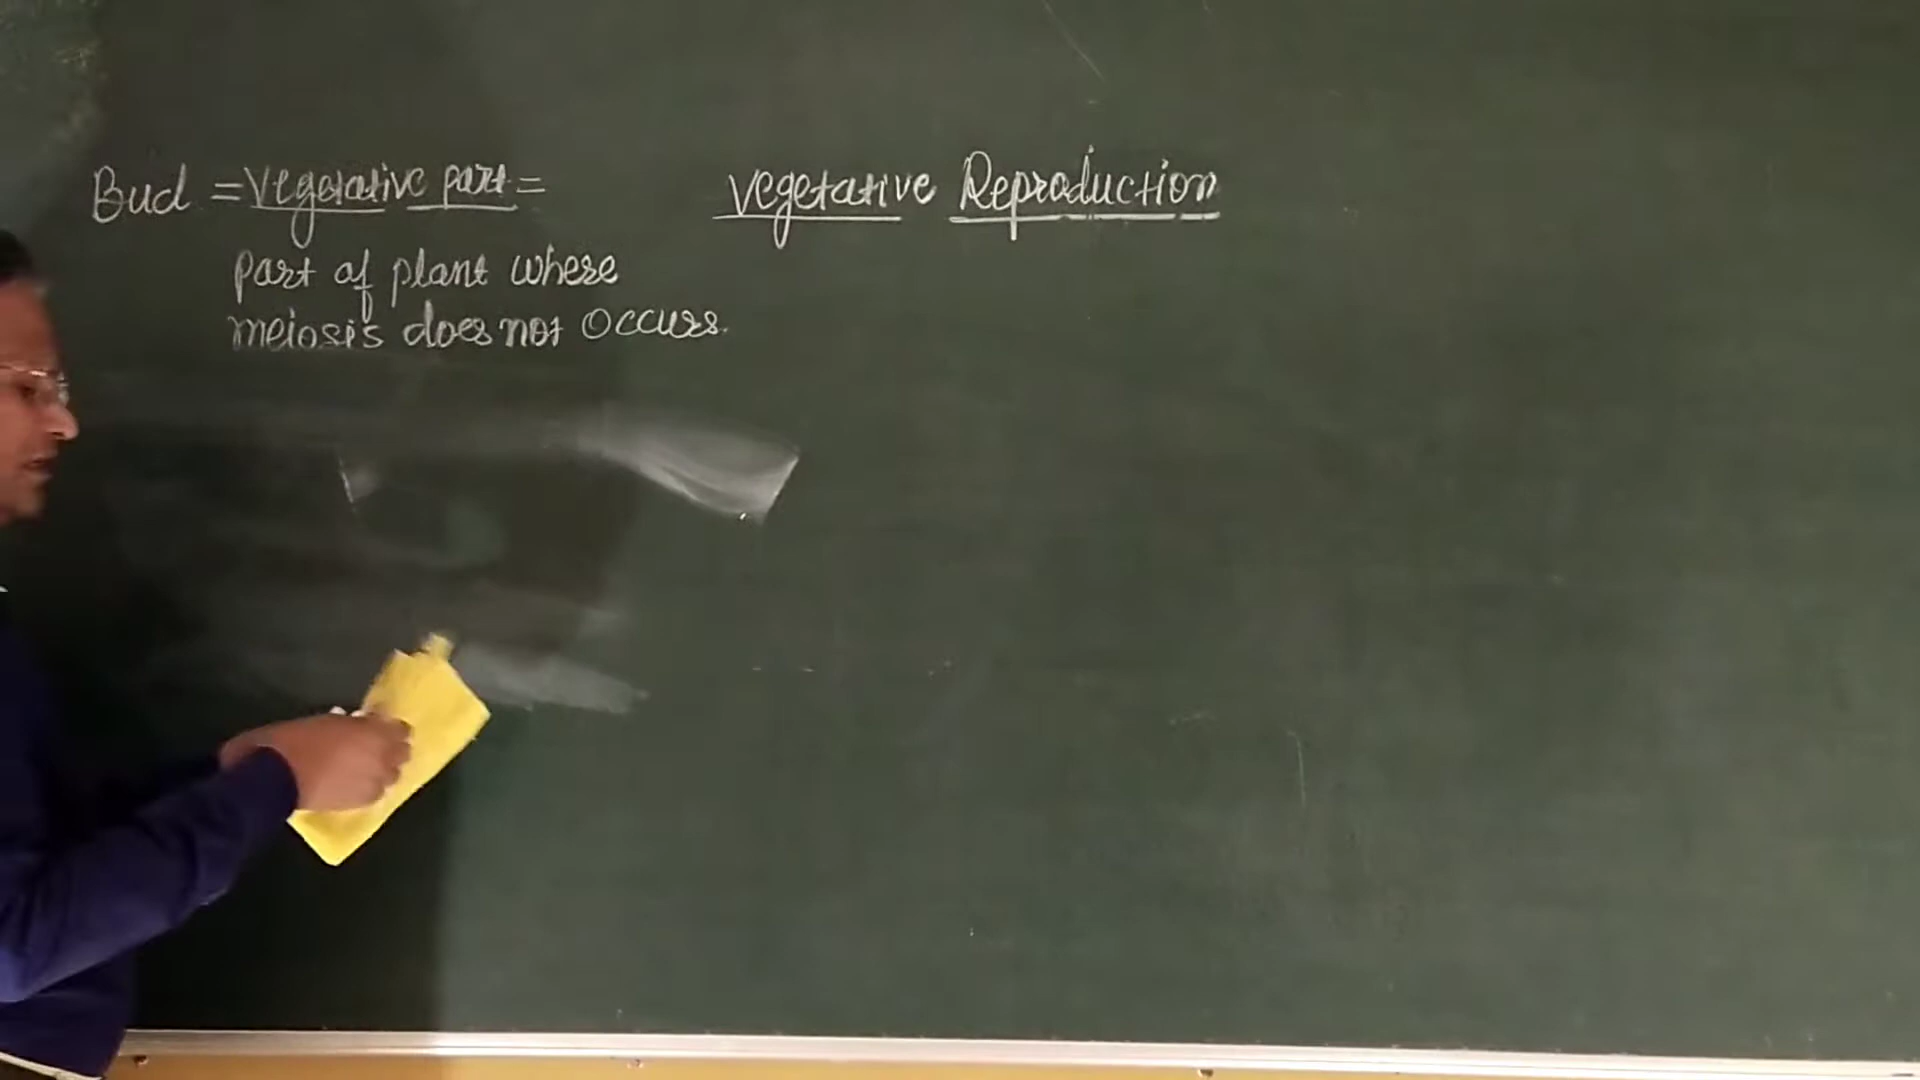 Bud = Vegetative part =
part of plant where
meiosis does not Occurs.
vegetative Reproduction